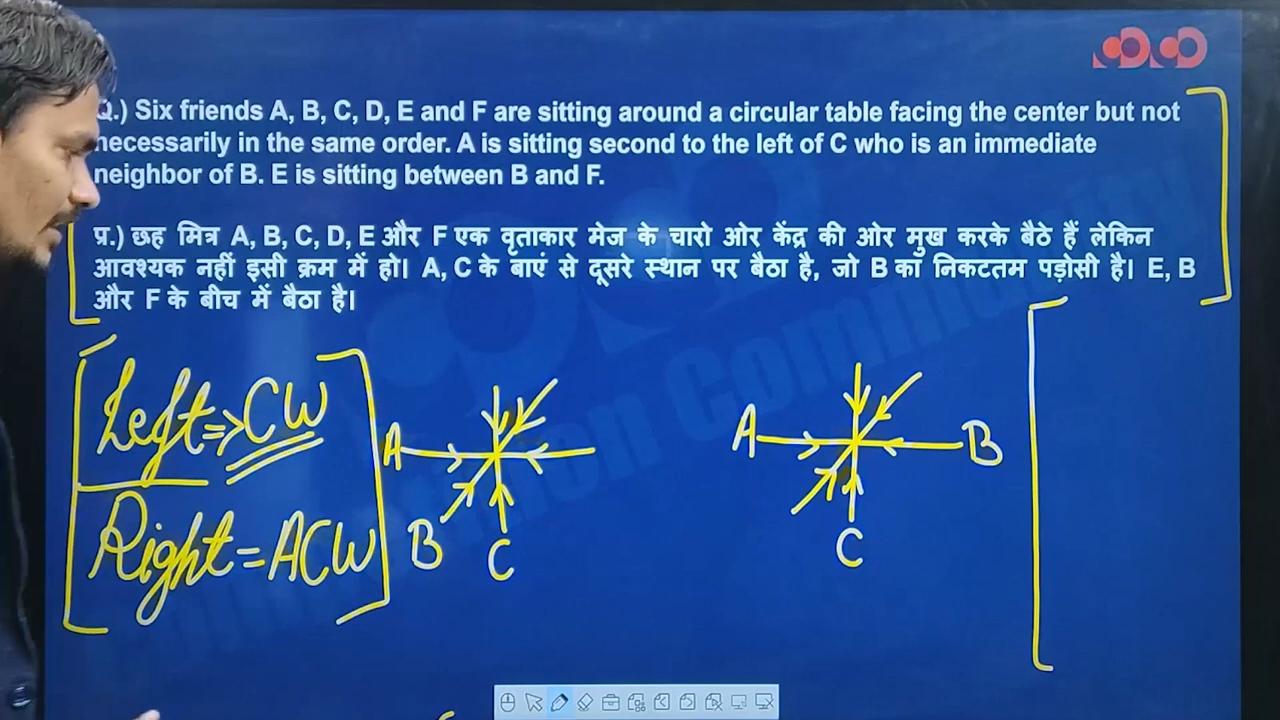 Q.) Six friends A, B, C, D, E and F are sitting around a circular table facing the center but not
necessarily in the same order. A is sitting second to the left of C who is an immediate
neighbor of B. E is sitting between B and F.
प्र.) छह मित्र A, B, C, D, E और F एक वृताकार मेज के चारो ओर केंद्र की ओर मुख करके बैठे हैं लेकिन
आवश्यक नहीं इसी क्रम में हो। A, C के बाएं से दूसरे स्थान पर बैठा है, जो B का निकटतम पड़ोसी है। E, B
और F के बीच में बैठा है।
Left => CW
Right = ACW
A
B
C
A
B
C